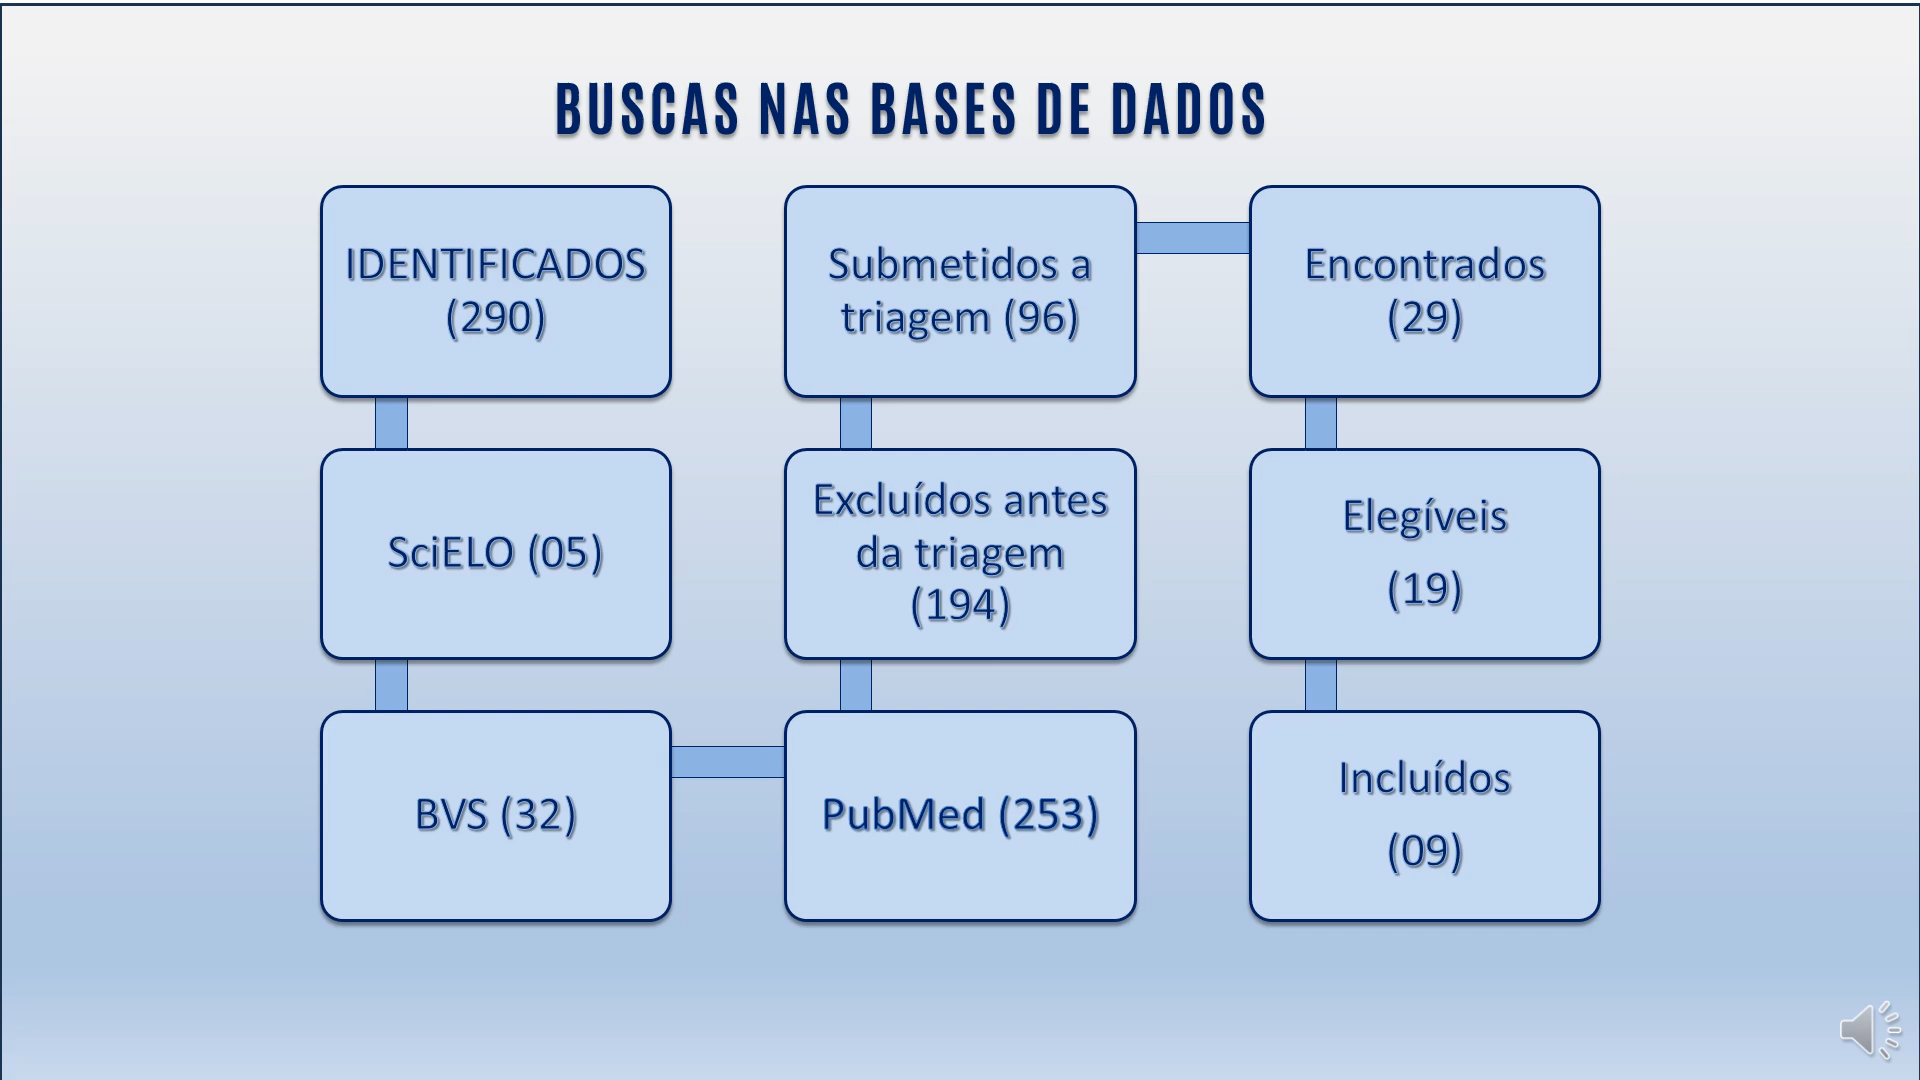 BUSCAS NAS BASES DE DADOS
IDENTIFICADOS
(290)
SciELO (05)
BVS (32)
PubMed (253)
Excluídos antes
da triagem
(194)
Submetidos a
triagem (96)
Encontrados
(29)
Elegíveis
(19)
Incluídos
(09)